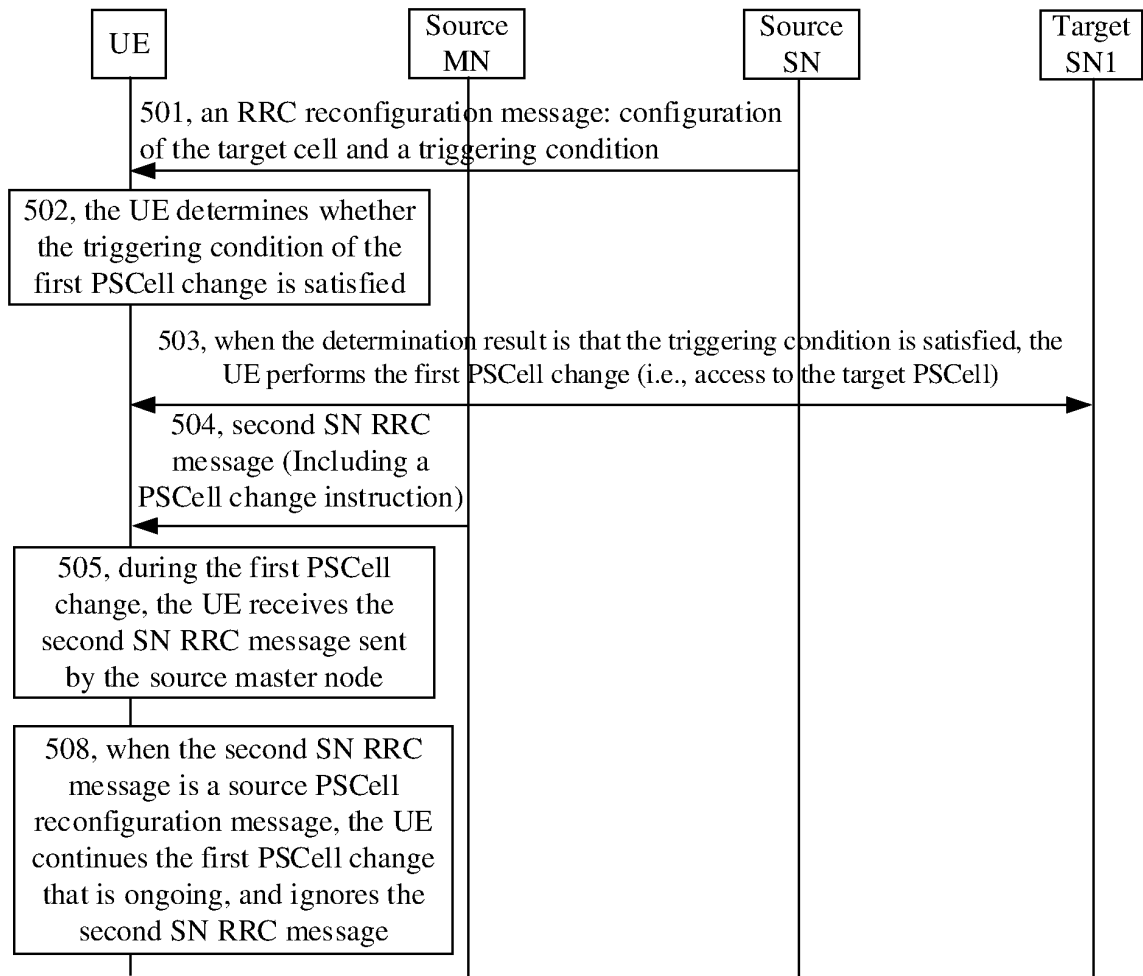 UE
Source
MN
Source
SN
Target
SN1
501, an RRC reconfiguration message: configuration
of the target cell and a triggering condition
502, the UE determines whether
the triggering condition of the
first PSCell change is satisfied
503, when the determination result is that the triggering condition is satisfied, the
UE performs the first PSCell change (i.e., access to the target PSCell)
504, second SN RRC
message (Including a
PSCell change instruction)
505, during the first PSCell
change, the UE receives the
second SN RRC message sent
by the source master node
508, when the second SN RRC
message is a source PSCell
reconfiguration message, the UE
continues the first PSCell change
that is ongoing, and ignores the
second SN RRC message